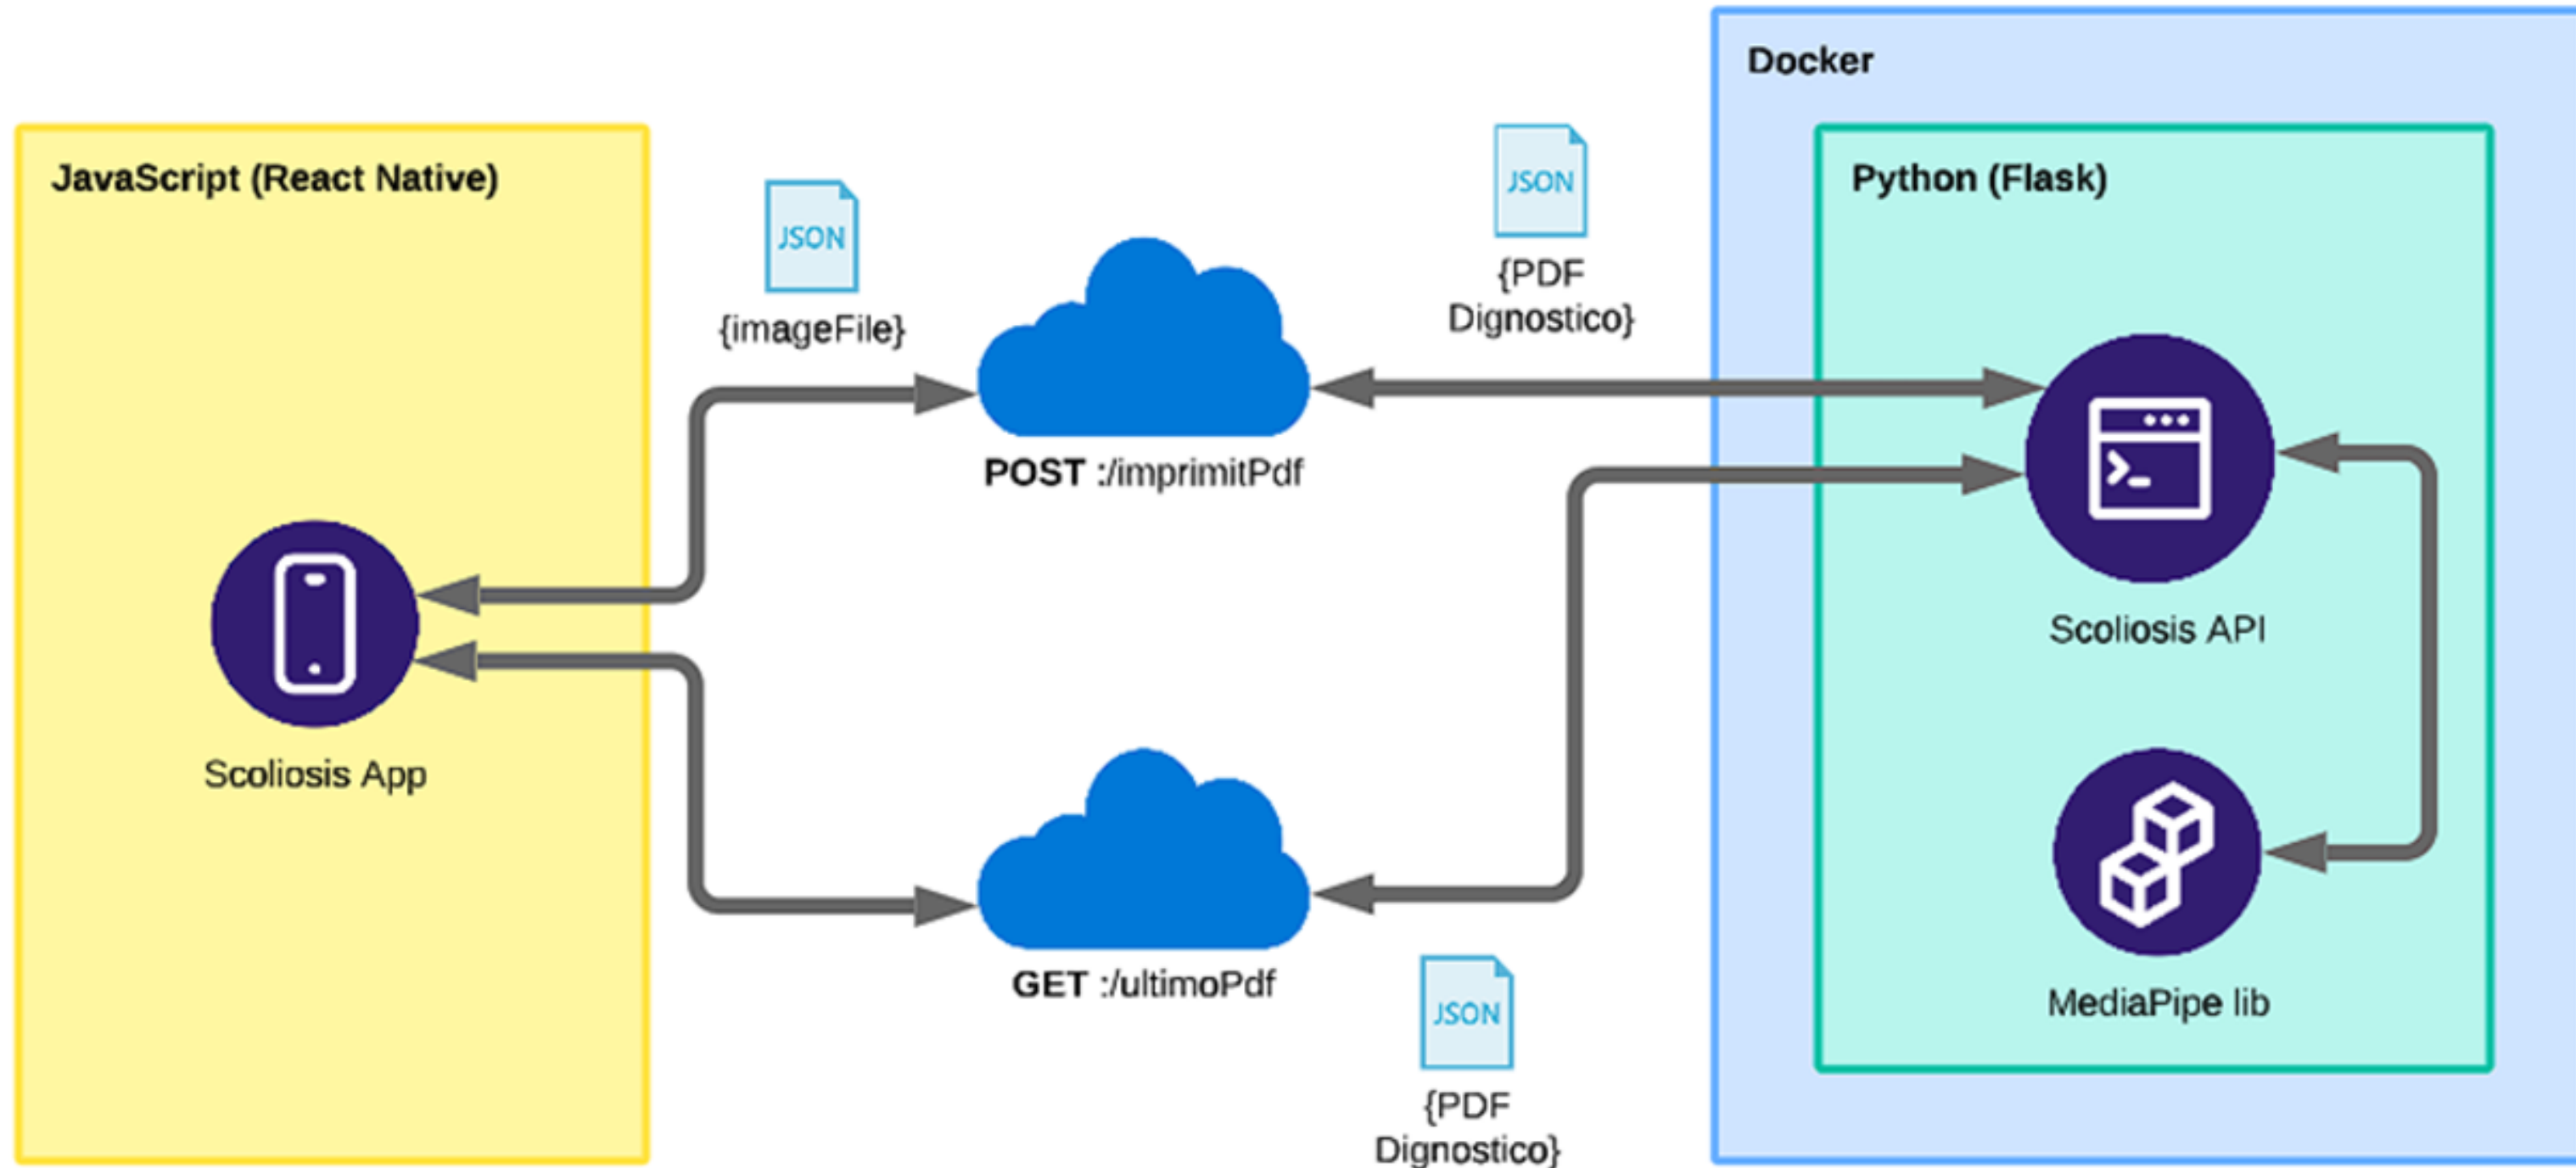 Docker
JavaScript (React Native)
Python (Flask)
JSON
{imageFile}
JSON
{PDF
Dignostico}
POST :/imprimitPdf
Scoliosis App
Scoliosis API
GET :/ultimoPdf
MediaPipe lib
JSON
{PDF
Dignostico}